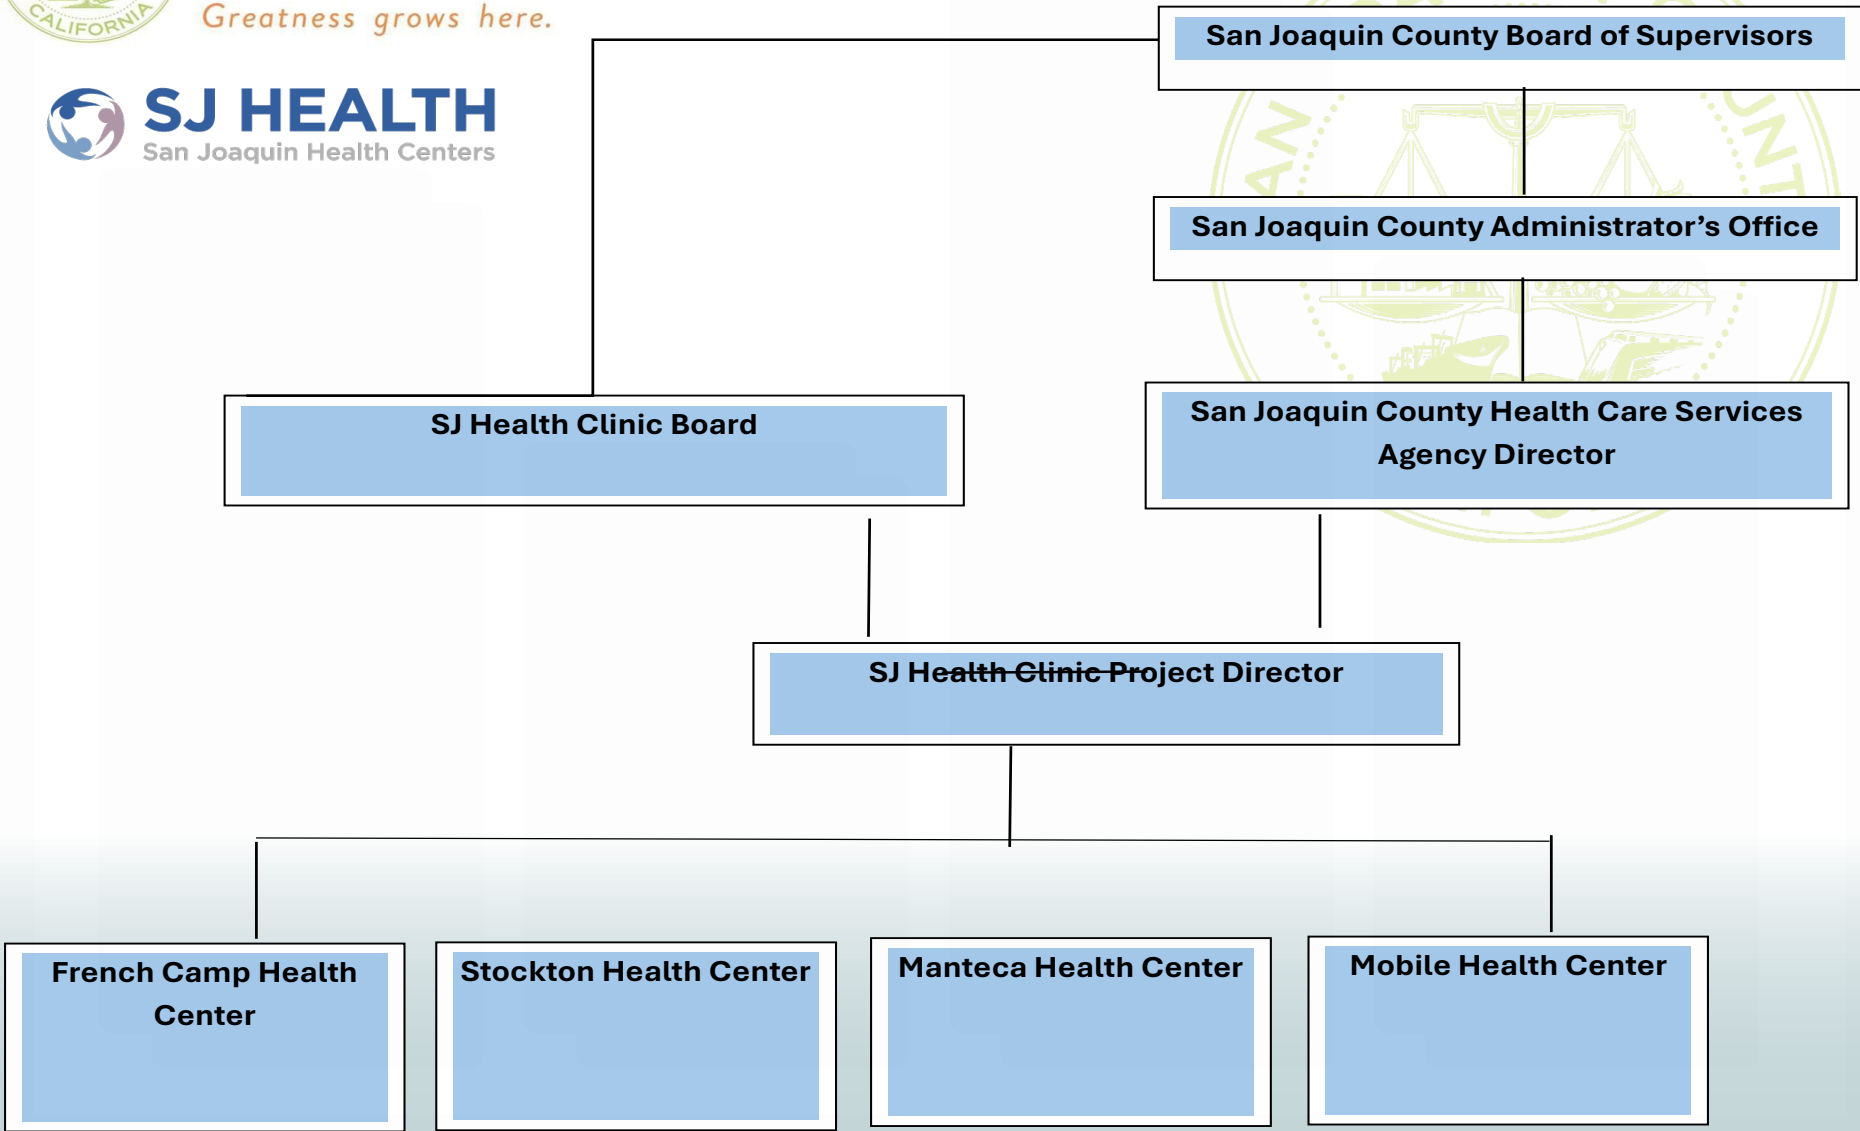 CALIFORNIA
Greatness grows here.
SJ HEALTH
San Joaquin Health Centers
San Joaquin County Board of Supervisors
San Joaquin County Administrator’s Office
SJ Health Clinic Board
San Joaquin County Health Care Services
Agency Director
SJ Health Clinic Project Director
French Camp Health
Center
Stockton Health Center
Manteca Health Center
Mobile Health Center